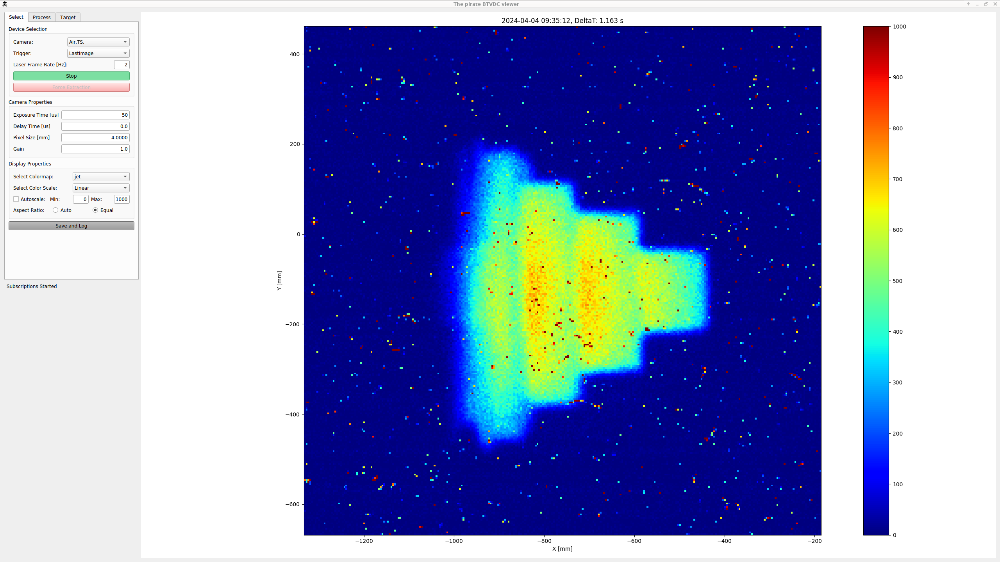 The pirate BTVDC viewer
Select Process Target
Device Selection
Camera: Air.TS.
Trigger: LastImage
Laser Frame Rate [Hz]: 2
Stop
Force Extraction
Camera Properties
Exposure Time [us] 50
Delay Time [us] 0.0
Pixel Size [mm] 4.0000
Gain 1.0
Display Properties
Select Colormap: jet
Select Color Scale: Linear
Autoscale: Min: 0 Max: 1000
Aspect Ratio: Auto Equal
Save and Log
Subscriptions Started
2024-04-04 09:35:12, DeltaT: 1.163 s
400
200
0
−200
−400
−600
Y [mm]
−1200 −1000 −800 −600 −400 −200
X [mm]
1000
900
800
700
600
500
400
300
200
100
0